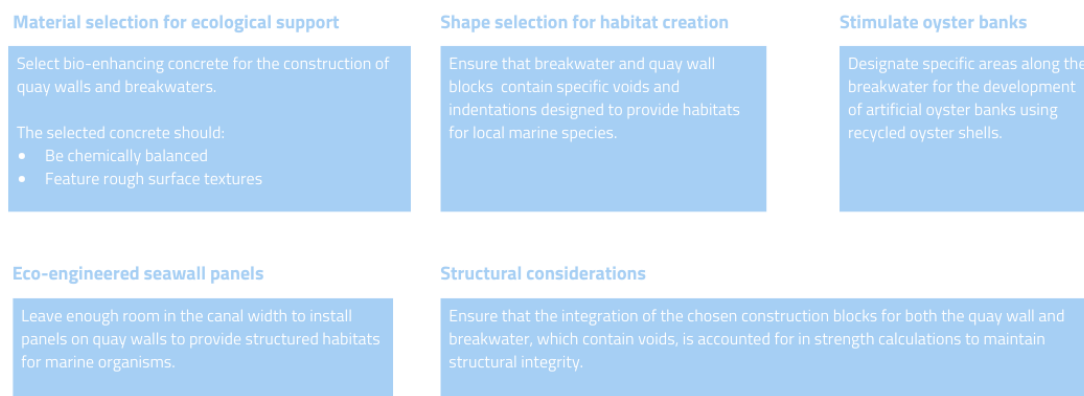 Material selection for ecological support
Select bio-enhancing concrete for the construction of
quay walls and breakwaters.
The selected concrete should:
• Be chemically balanced
• Feature rough surface textures
Shape selection for habitat creation
Ensure that breakwater and quay wall
blocks contain specific voids and
indentations designed to provide habitats
for local marine species.
Stimulate oyster banks
Designate specific areas along the
breakwater for the development
of artificial oyster banks using
recycled oyster shells.
Eco-engineered seawall panels
Leave enough room in the canal width to install
panels on quay walls to provide structured habitats
for marine organisms.
Structural considerations
Ensure that the integration of the chosen construction blocks for both the quay wall and
breakwater, which contain voids, is accounted for in strength calculations to maintain
structural integrity.